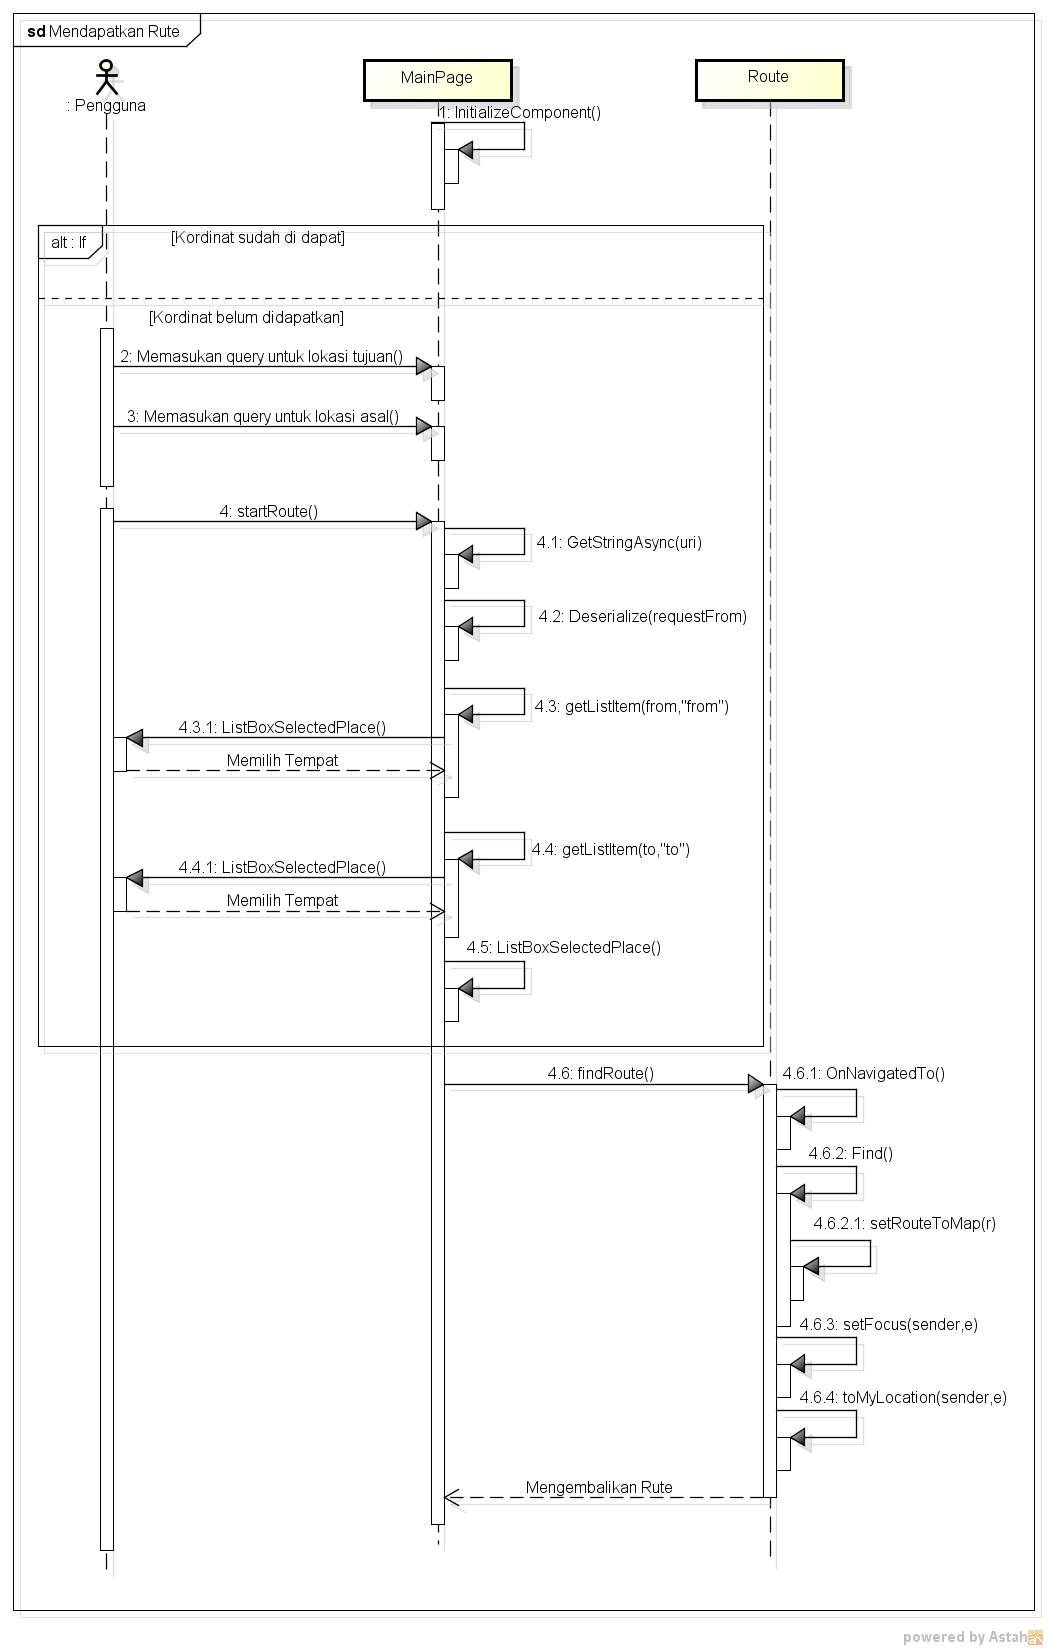 sd Mendapatkan Rute
: Pengguna
MainPage
Route
1: InitializeComponent()
alt : If
[Kordinat sudah di dapat]
[Kordinat belum didapatkan]
2: Memasukan query untuk lokasi tujuan()
3: Memasukan query untuk lokasi asal()
4: startRoute()
4.1: GetStringAsync(uri)
4.2: Deserialize(requestFrom)
4.3: getListItem(from,"from")
4.3.1: ListBoxSelectedPlace()
Memilih Tempat
4.4: getListItem(to,"to")
4.4.1: ListBoxSelectedPlace()
Memilih Tempat
4.5: ListBoxSelectedPlace()
4.6: findRoute()
4.6.1: OnNavigatedTo()
4.6.2: Find()
4.6.2.1: setRouteToMap(r)
4.6.3: setFocus(sender,e)
4.6.4: toMyLocation(sender,e)
Mengembalikan Rute
powered by Astah